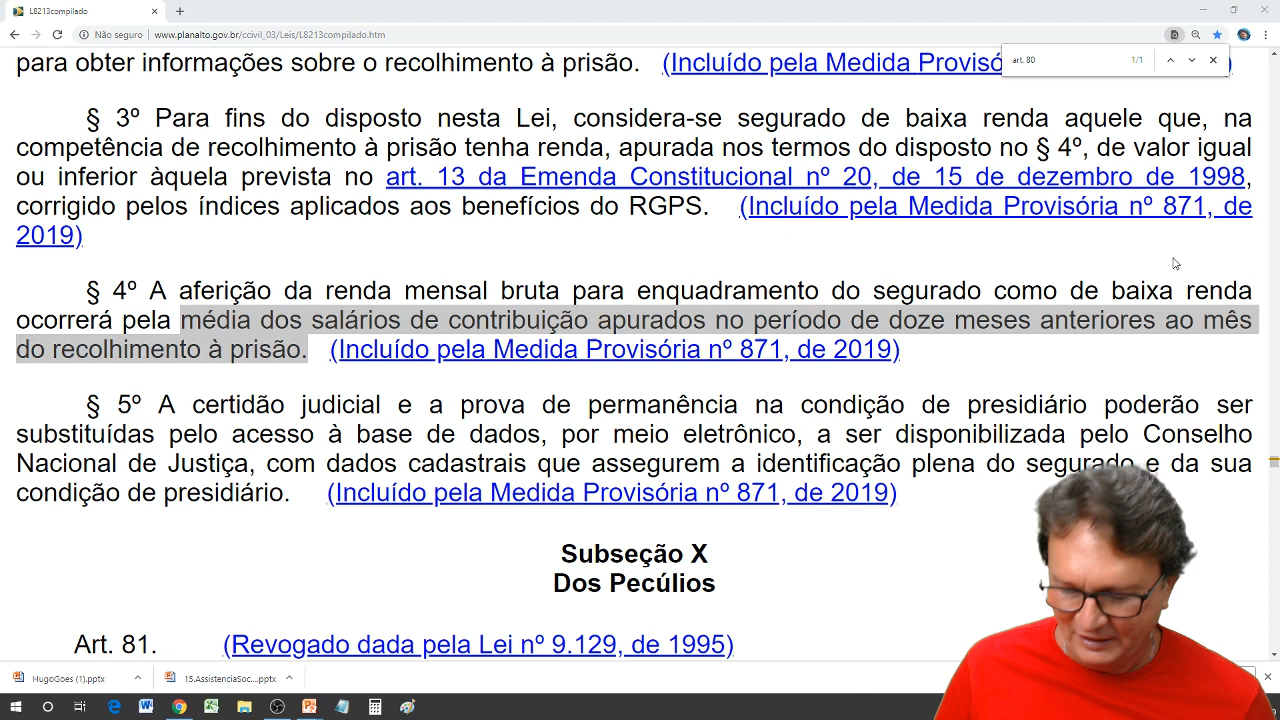 L8213compilado
Não seguro | www.planalto.gov.br/ccivil_03/Leis/L8213compilado.htm
art. 80 1/1
para obter informações sobre o recolhimento à prisão. (Incluído pela Medida Provisó
§ 3º Para fins do disposto nesta Lei, considera-se segurado de baixa renda aquele que, na
competência de recolhimento à prisão tenha renda, apurada nos termos do disposto no § 4º, de valor igual
ou inferior àquela prevista no art. 13 da Emenda Constitucional nº 20, de 15 de dezembro de 1998,
corrigido pelos índices aplicados aos benefícios do RGPS. (Incluído pela Medida Provisória nº 871, de
2019)
§ 4º A aferição da renda mensal bruta para enquadramento do segurado como de baixa renda
ocorrerá pela média dos salários de contribuição apurados no período de doze meses anteriores ao mês
do recolhimento à prisão. (Incluído pela Medida Provisória nº 871, de 2019)
§ 5º A certidão judicial e a prova de permanência na condição de presidiário poderão ser
substituídas pelo acesso à base de dados, por meio eletrônico, a ser disponibilizada pelo Conselho
Nacional de Justiça, com dados cadastrais que assegurem a identificação plena do segurado e da sua
condição de presidiário. (Incluído pela Medida Provisória nº 871, de 2019)
Subseção X
Dos Pecúlios
Art. 81. (Revogado dada pela Lei nº 9.129, de 1995)
HugoGoes (1).pptx
15.AssistenciaSoc....pptx